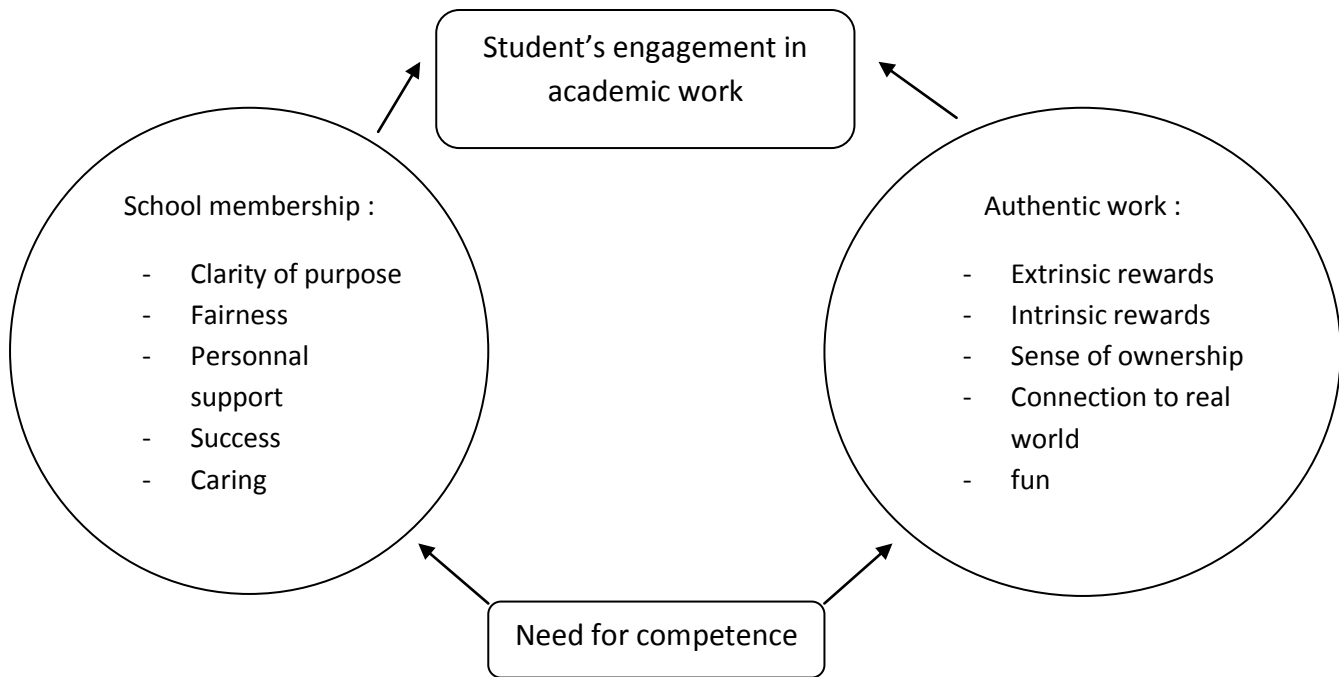 Student’s engagement in
academic work
School membership :
- Clarity of purpose
- Fairness
- Personnal
support
- Success
- Caring
Authentic work :
- Extrinsic rewards
- Intrinsic rewards
- Sense of ownership
- Connection to real
world
- fun
Need for competence